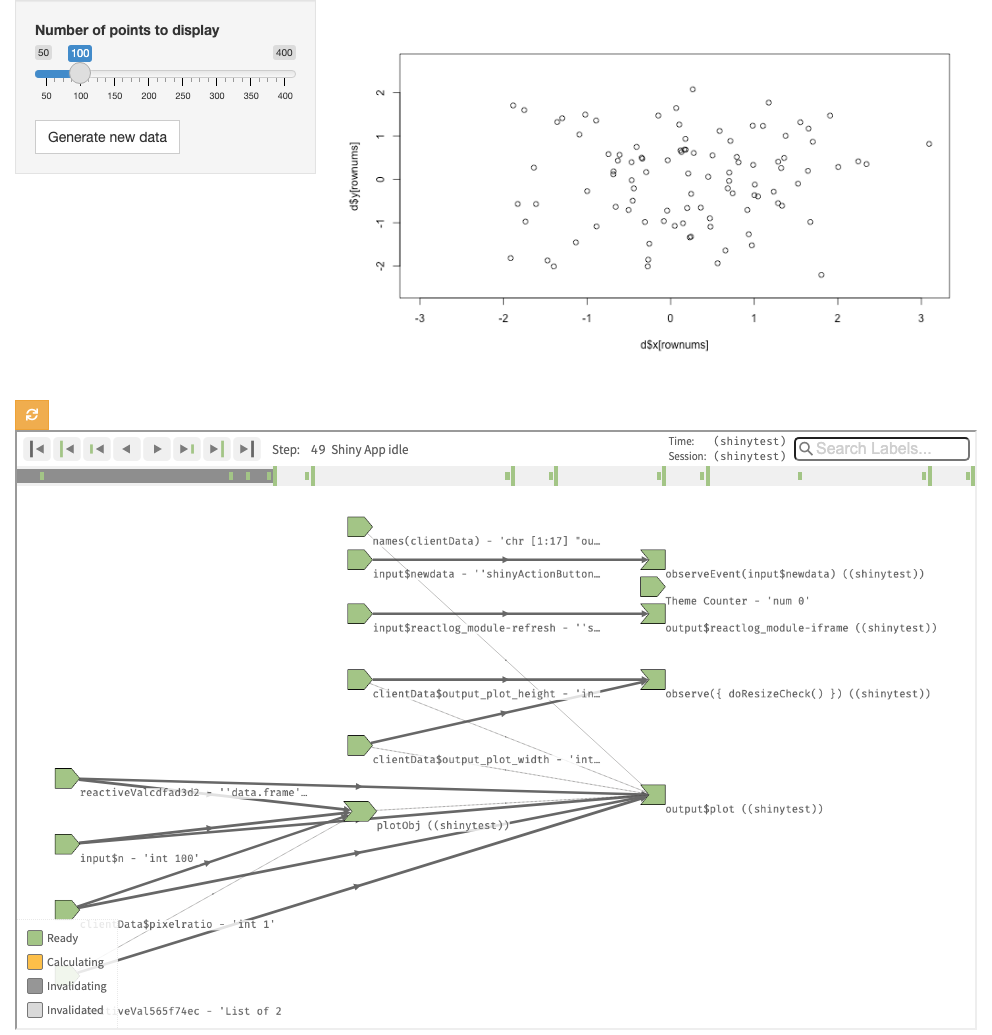 Number of points to display
50 100 400
50 100 150 200 250 300 350 400
Generate new data
d$y[rownums]
2
1
0
-1
-2
-3 -2 -1 0 1 2 3
d$x[rownums]
Step: 49 Shiny App idle
Time: (shinytest)
Session: (shinytest)
Search Labels...
names(clientData) - 'chr [1:17] "ou…
input$newdata - ''shinyActionButton…
observeEvent(input$newdata) ((shinytest))
Theme Counter - 'num 0'
input$reactlog_module-refresh - ''s…
output$reactlog_module-iframe ((shinytest))
clientData$output_plot_height - 'in…
observe({ doResizeCheck() }) ((shinytest))
clientData$output_plot_width - 'int…
reactiveValcdfad3d2 - ''data.frame'…
output$plot ((shinytest))
plotObj ((shinytest))
input$n - 'int 100'
clientData$pixelratio - 'int 1'
Ready
Calculating
Invalidating
Invalidated
tiveVal565f74ec - 'List of 2